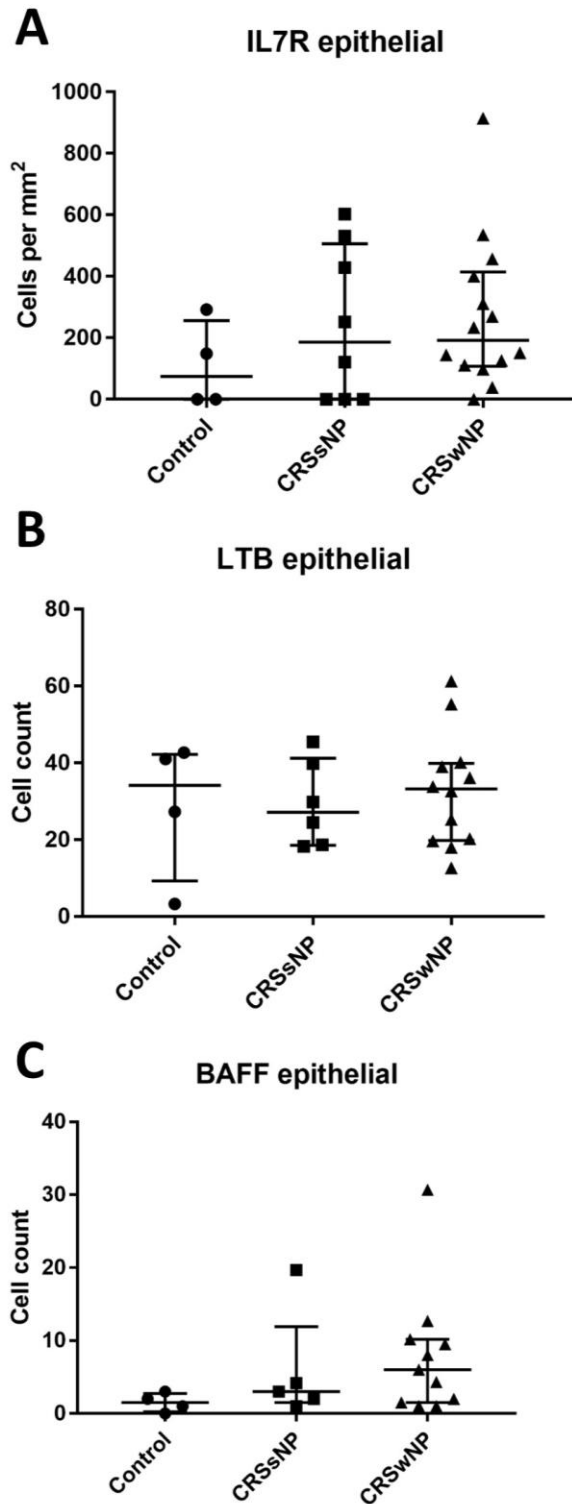 A
IL7R epithelial
Cells per mm²
1000
800
600
400
200
0
Control
CRSsNP
CRSwNP
B
LTB epithelial
Cell count
80
60
40
20
0
Control
CRSsNP
CRSwNP
C
BAFF epithelial
Cell count
40
30
20
10
0
Control
CRSsNP
CRSwNP